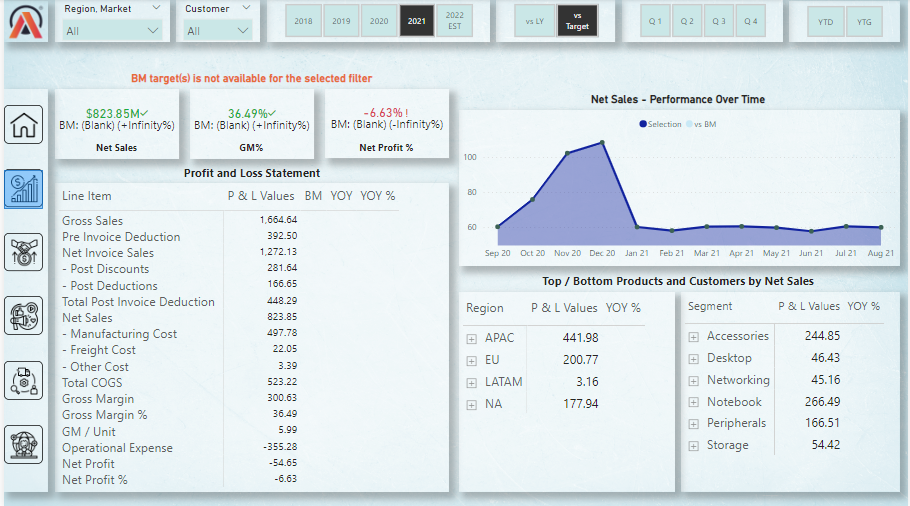 Region, Market
All
Customer
All
2018
2019
2020
2021
2022 EST
vs LY
vs Target
Q 1
Q 2
Q 3
Q 4
YTD
YTG
BM target(s) is not available for the selected filter
$823.85M
BM: (Blank) (+Infinity%)
Net Sales
36.49%
BM: (Blank) (+Infinity%)
GM%
-6.63% !
BM: (Blank) (-Infinity%)
Net Profit %
Profit and Loss Statement
Line Item P & L Values BM YOY YOY %
Gross Sales 1,664.64
Pre Invoice Deduction 392.50
Net Invoice Sales 1,272.13
- Post Discounts 281.64
- Post Deductions 166.65
Total Post Invoice Deduction 448.29
Net Sales 823.85
- Manufacturing Cost 497.78
- Freight Cost 22.05
- Other Cost 3.39
Total COGS 523.22
Gross Margin 300.63
Gross Margin % 36.49
GM / Unit 5.99
Operational Expense -355.28
Net Profit -54.65
Net Profit % -6.63
Net Sales - Performance Over Time
Selection vs BM
100
80
60
Sep 20 Oct 20 Nov 20 Dec 20 Jan 21 Feb 21 Mar 21 Apr 21 May 21 Jun 21 Jul 21 Aug 21
Top / Bottom Products and Customers by Net Sales
Region P & L Values YOY %
APAC 441.98
EU 200.77
LATAM 3.16
NA 177.94
Segment P & L Values YOY %
Accessories 244.85
Desktop 46.43
Networking 45.16
Notebook 266.49
Peripherals 166.51
Storage 54.42